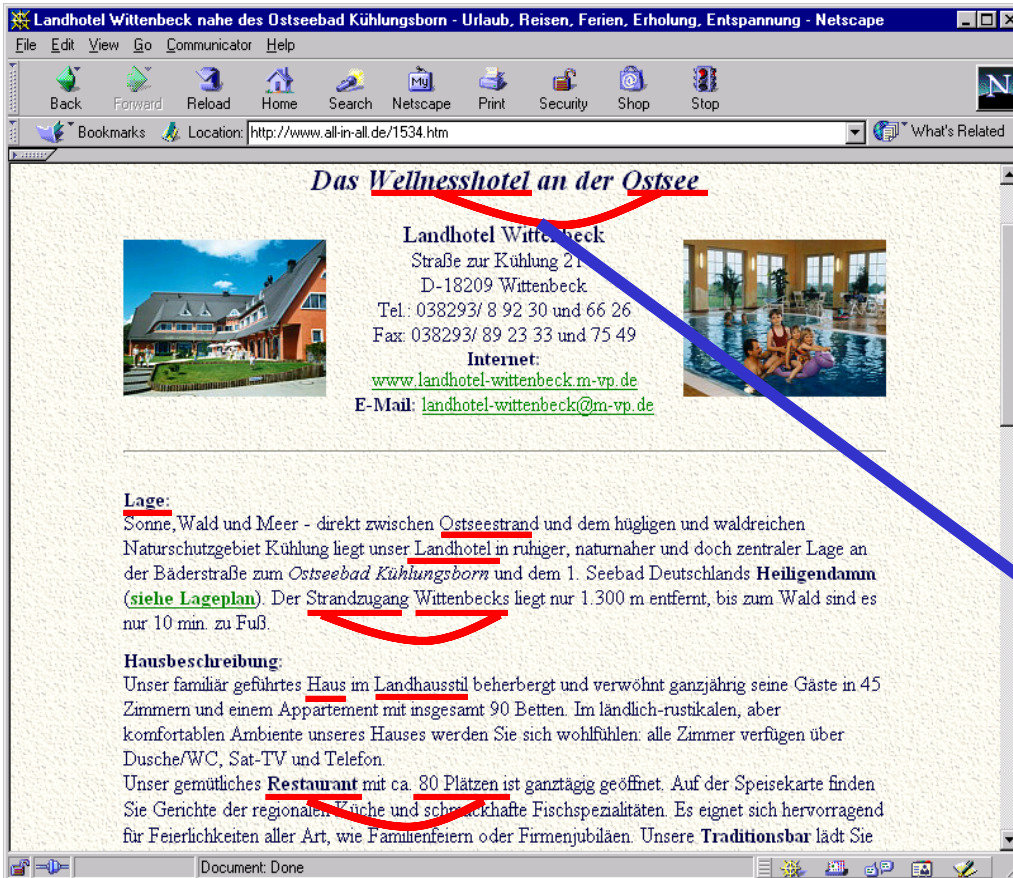 Landhotel Wittenbeck nahe des Ostseebad Kühlungsborn - Urlaub, Reisen, Ferien, Erholung, Entspannung - Netscape
File Edit View Go Communicator Help
My
N
Back Forward Reload Home Search Netscape Print Security Shop Stop
Bookmarks Location: http://www.all-in-all.de/1534.htm What's Related
Das Wellnesshotel an der Ostsee
Landhotel Wittenbeck
Straße zur Kühlung 21
D-18209 Wittenbeck
Tel.: 038293/ 8 92 30 und 66 26
Fax: 038293/ 89 23 33 und 75 49
Internet:
www.landhotel-wittenbeck.m-vp.de
E-Mail: landhotel-wittenbeck@m-vp.de
Lage:
Sonne,Wald und Meer - direkt zwischen Ostseestrand und dem hügligen und waldreichen
Naturschutzgebiet Kühlung liegt unser Landhotel in ruhiger, naturnaher und doch zentraler Lage an
der Bäderstraße zum Ostseebad Kühlungsborn und dem 1. Seebad Deutschlands Heiligendamm
(siehe Lageplan). Der Strandzugang Wittenbecks liegt nur 1.300 m entfernt, bis zum Wald sind es
nur 10 min. zu Fuß.
Hausbeschreibung:
Unser familiär geführtes Haus im Landhausstil beherbergt und verwöhnt ganzjährig seine Gäste in 45
Zimmern und einem Appartement mit insgesamt 90 Betten. Im ländlich-rustikalen, aber
komfortablen Ambiente unseres Hauses werden Sie sich wohlfühlen: alle Zimmer verfügen über
Dusche/WC, Sat-TV und Telefon.
Unser gemütliches Restaurant mit ca. 80 Plätzen ist ganztägig geöffnet. Auf der Speisekarte finden
Sie Gerichte der regionalen Küche und schmackhafte Fischspezialitäten. Es eignet sich hervorragend
für Feierlichkeiten aller Art, wie Familienfeiern oder Firmenjubiläen. Unsere Traditionsbar lädt Sie
Document: Done